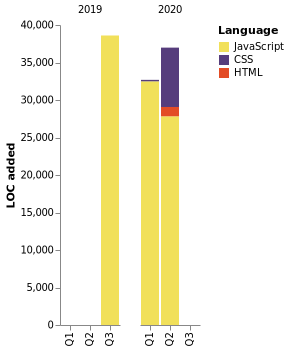 2019
2020
Language
JavaScript
CSS
HTML
LOC added
40,000
35,000
30,000
25,000
20,000
15,000
10,000
5,000
0
Q1
Q2
Q3
Q1
Q2
Q3